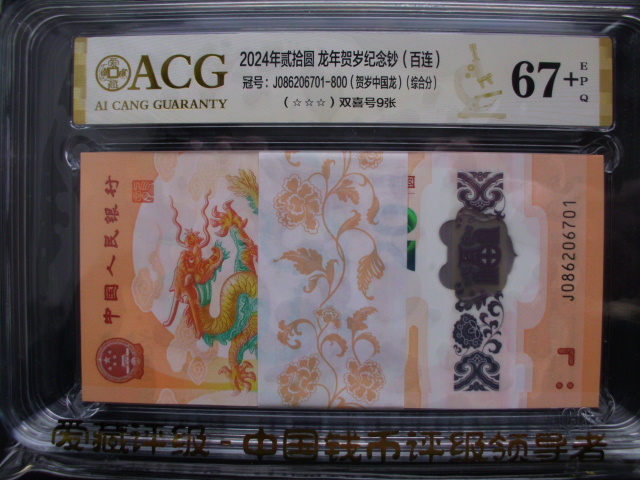 ACG
AI CANG GUARANTY
2024年贰拾圆 龙年贺岁纪念钞（百连）
冠号：J086206701-800（贺岁中国龙）（综合分）
（☆☆☆）双喜号9张
67+
EPQ
中国人民银行
J086206701
爱藏评级-中国钱币评级领导者